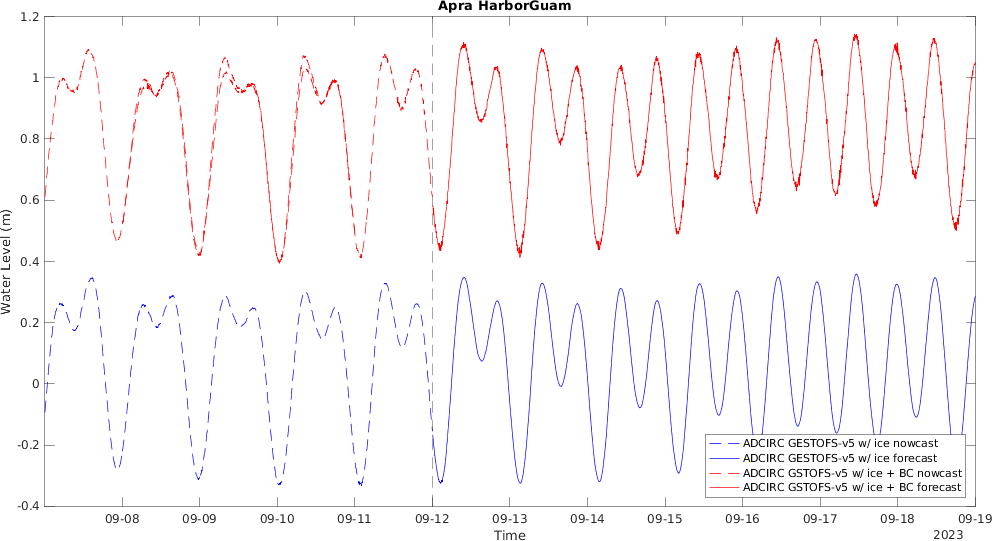 Apra HarborGuam
1.2
1
0.8
0.6
0.4
0.2
0
-0.2
-0.4
Water Level (m)
ADCIRC GESTOFS-v5 w/ ice nowcast
ADCIRC GESTOFS-v5 w/ ice forecast
ADCIRC GSTOFS-v5 w/ ice + BC nowcast
ADCIRC GSTOFS-v5 w/ ice + BC forecast
09-08 09-09 09-10 09-11 09-12 09-13 09-14 09-15 09-16 09-17 09-18 09-19
Time
2023